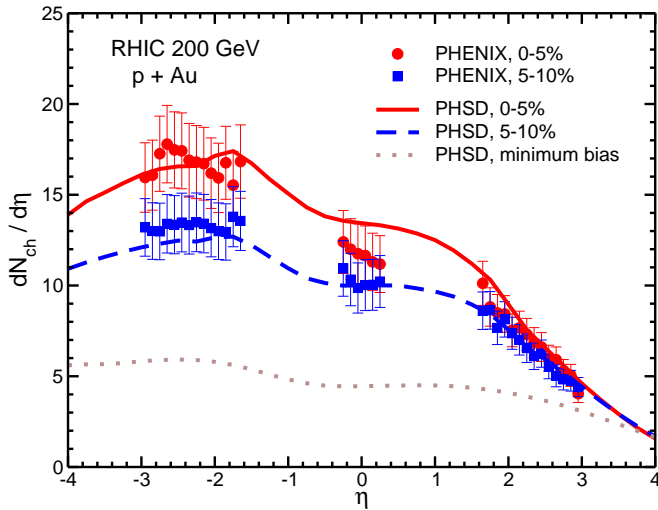 RHIC 200 GeV
p + Au
PHENIX, 0-5%
PHENIX, 5-10%
PHSD, 0-5%
PHSD, 5-10%
PHSD, minimum bias
dN_ch / dη
25
20
15
10
5
0
-4 -3 -2 -1 0 1 2 3 4
η